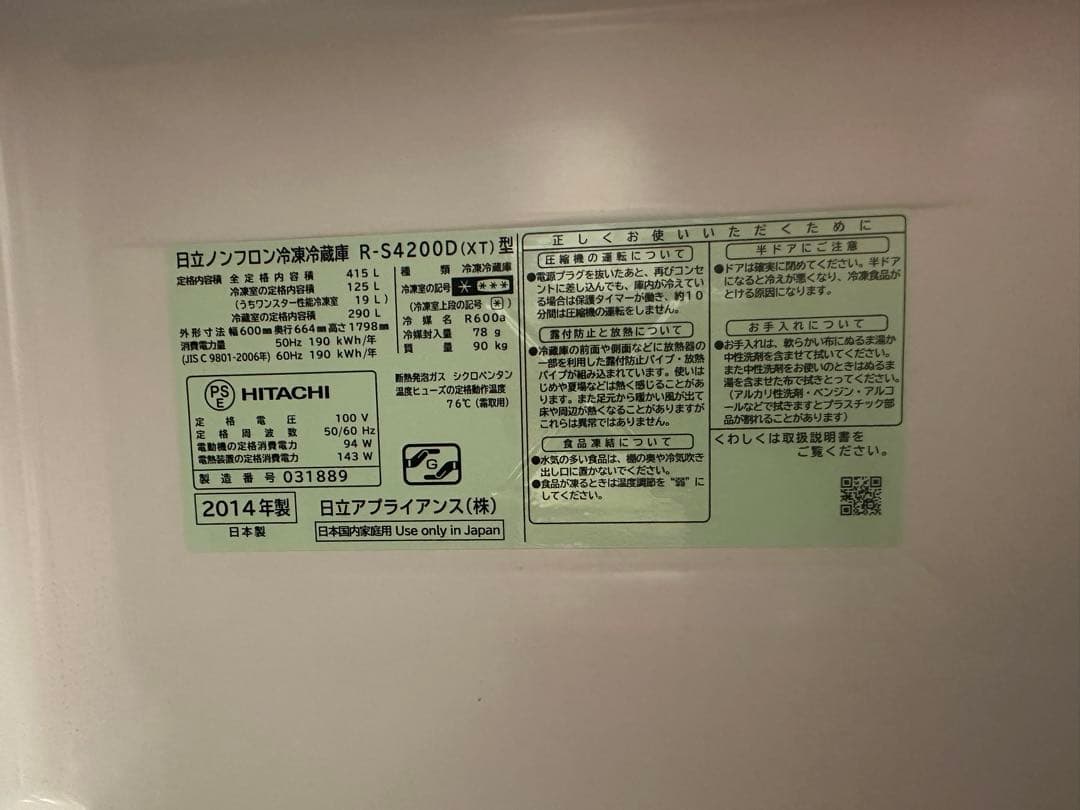 日立ノンフロン冷凍冷蔵庫 R-S4200D(XT)型
定格内容積 全定格内容積 415 L
冷凍室の定格内容積 125 L
(うちワンスター性能冷凍室 19 L)
冷蔵室の定格内容積 290 L
外形寸法 幅600mm奥行664mm高さ1798mm
消費電力量 50Hz 190 kWh/年
(JIS C 9801-2006年) 60Hz 190 kWh/年
種類 冷凍冷蔵庫
冷凍室の記号 * ***
(冷凍室上段の記号 * )
冷媒名 R600a
冷媒封入量 78 g
質量 90 kg
PS
E
HITACHI
定格電圧 100 V
定格周波数 50/60 Hz
電動機の定格消費電力 94 W
電熱装置の定格消費電力 143 W
製造番号 031889
断熱発泡ガス シクロペンタン
温度ヒューズの定格動作温度
76℃(霜取用)
G
2014年製
日本製
日立アプライアンス(株)
日本国内家庭用 Use only in Japan
正しくお使いいただくために
圧縮機の運転について
●電源プラグを抜いたあと、再びコンセ
ントに差し込んでも、庫内が冷えてい
る場合は保護タイマーが働き、約10
分間は圧縮機の運転をしません。
露付防止と放熱について
●冷蔵庫の前面や側面などに放熱器の
一部を利用した露付防止パイプ・放熱
パイプが組み込まれています。使いは
じめや夏場などは熱く感じることがあ
ります。また足元から暖かい風が出て
床や周辺が熱くなることがありますが
これらは異常ではありません。
食品凍結について
●水気の多い食品は、棚の奥や冷気吹き
出し口に置かないでください。
●食品が凍るときは温度調節を“弱”に
してください。
半ドアにご注意
●ドアは確実に閉めてください。半ドア
になると冷えが悪くなり、冷凍食品が
とける原因になります。
お手入れについて
●お手入れは、軟らかい布にぬるま湯か
中性洗剤を含ませて拭いてください。
また中性洗剤をお使いのときはぬるま
湯を含ませた布で拭きとってください。
(アルカリ性洗剤・ベンジン・アルコ
ールなどで拭きますとプラスチック部
品が割れることがあります)
くわしくは取扱説明書を
ご覧ください。